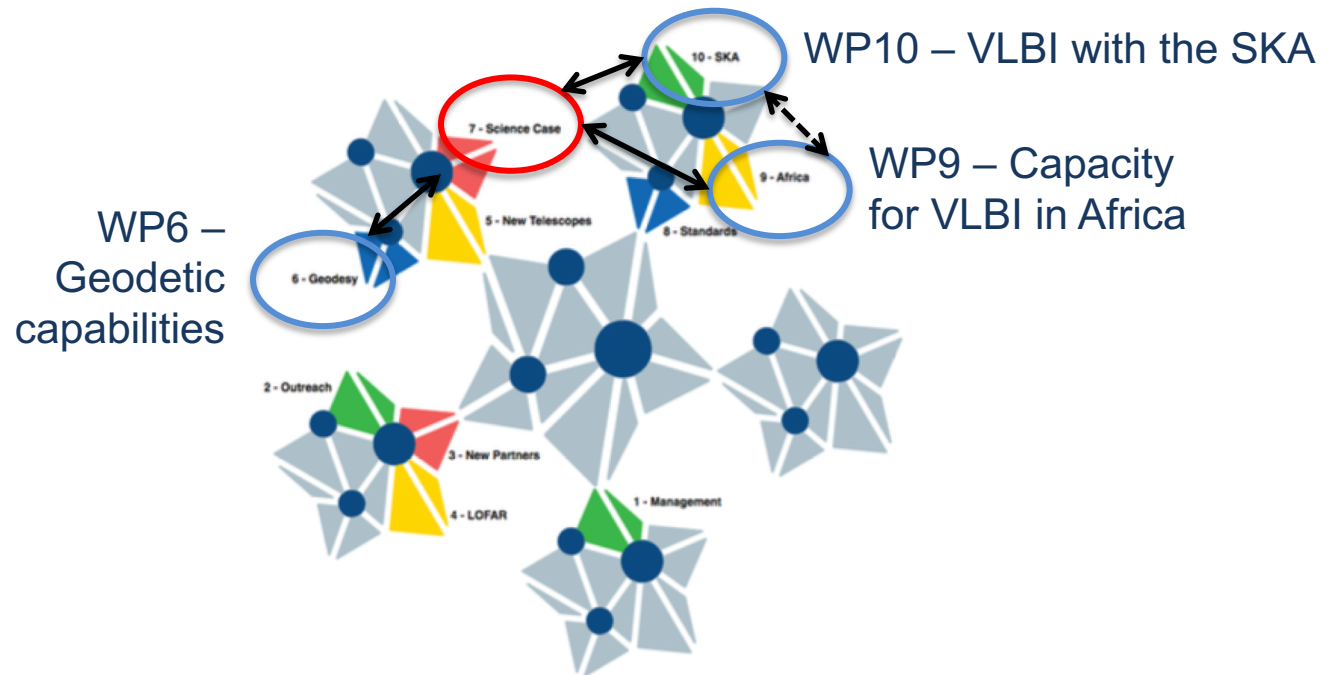 10 - SKA
WP10 – VLBI with the SKA
7 - Science Case
WP9 – Capacity
for VLBI in Africa
9 - Africa
5 - New Telescopes
8 - Standards
WP6 –
Geodetic
capabilities
6 - Geodesy
2 - Outreach
3 - New Partners
4 - LOFAR
1 - Management